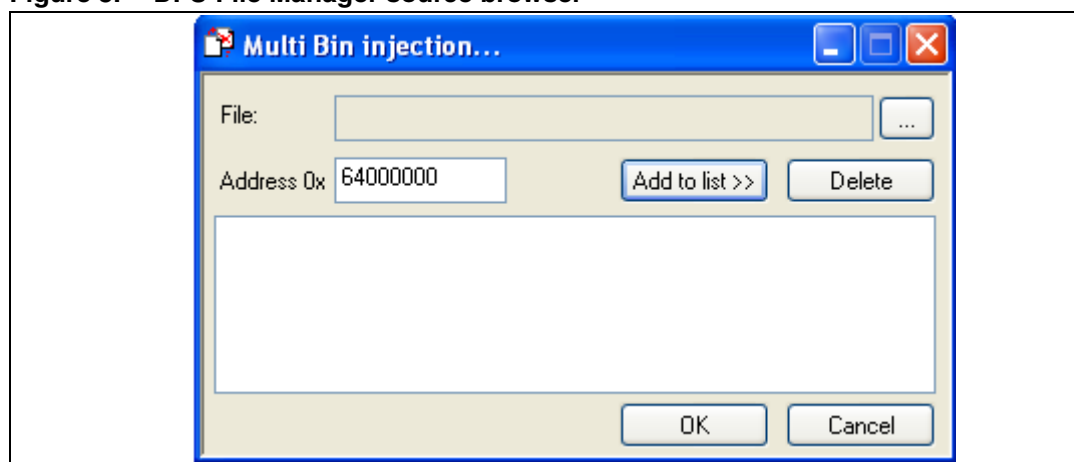 Multi Bin injection...
File:
...
Address 0x 64000000 Add to list >> Delete
OK Cancel